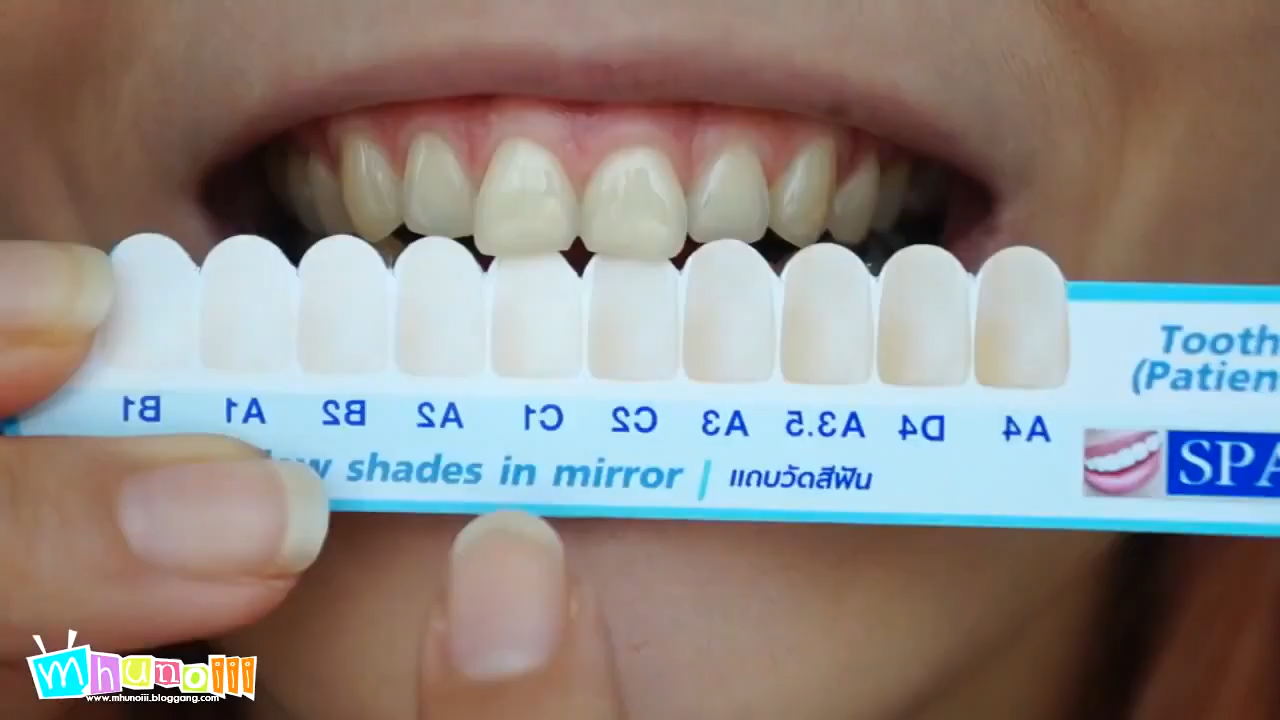 B1 A1 B2 A2 C1 C2 A3 A3.5 D4 A4
Tooth
(Patien
shades in mirror | แถบวัดสีฟัน
SPA
mhunoiii
www.mhunoiii.bloggang.com